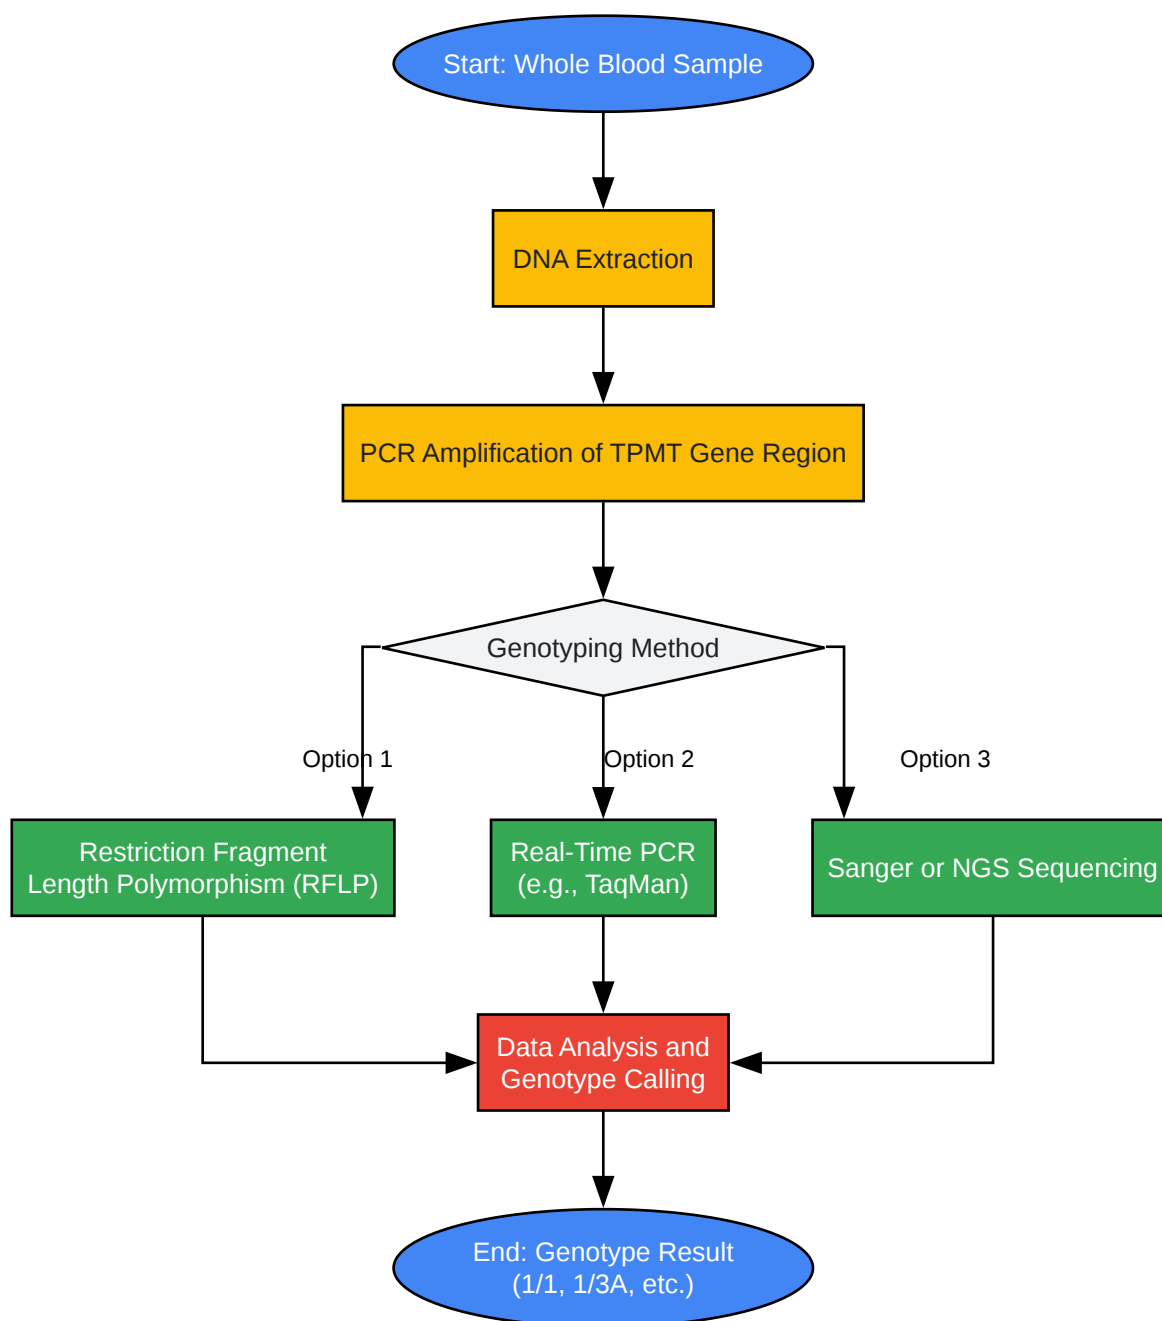 Start: Whole Blood Sample
DNA Extraction
PCR Amplification of TPMT Gene Region
Genotyping Method
Option 1
Option 2
Option 3
Restriction Fragment
Length Polymorphism (RFLP)
Real-Time PCR
(e.g., TaqMan)
Sanger or NGS Sequencing
Data Analysis and
Genotype Calling
End: Genotype Result
(1/1, 1/3A, etc.)